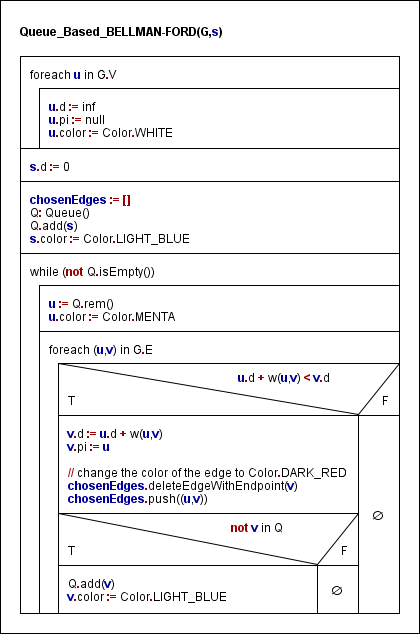 Queue_Based_BELLMAN-FORD(G,s)
foreach u in G.V
u.d := inf
u.pi := null
u.color := Color.WHITE
s.d := 0
chosenEdges := []
Q: Queue()
Q.add(s)
s.color := Color.LIGHT_BLUE
while (not Q.isEmpty())
u := Q.rem()
u.color := Color.MENTA
foreach (u,v) in G.E
u.d + w(u,v) < v.d
T
F
v.d := u.d + w(u,v)
v.pi := u
// change the color of the edge to Color.DARK_RED
chosenEdges.deleteEdgeWithEndpoint(v)
chosenEdges.push((u,v))
∅
not v in Q
T
F
Q.add(v)
v.color := Color.LIGHT_BLUE
∅